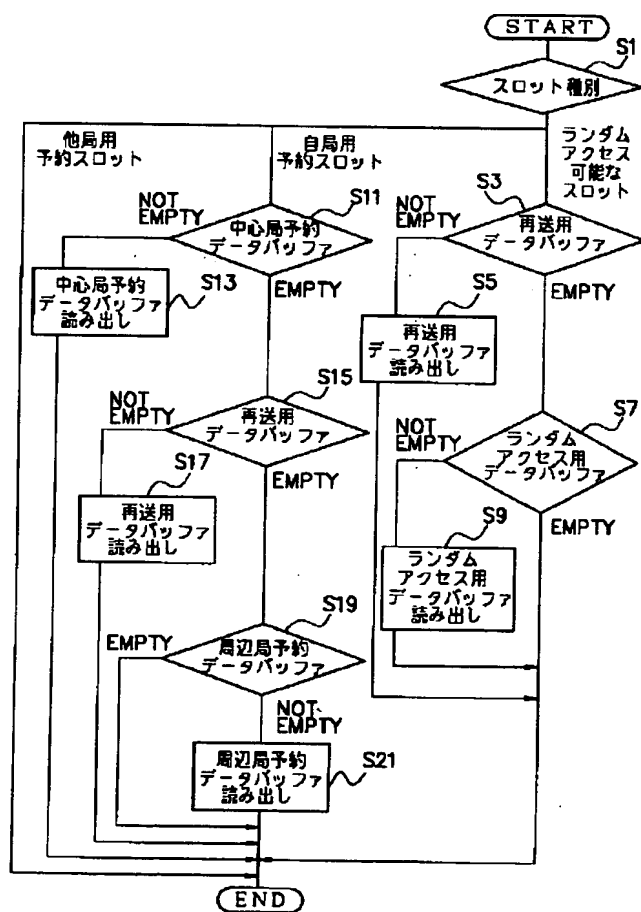 START
S1
スロット種別
他局用
予約スロット
自局用
予約スロット
ランダム
アクセス
可能な
スロット
NOT
EMPTY
S11
中心局予約
データバッファ
EMPTY
S13
中心局予約
データバッファ
読み出し
NOT
EMPTY
S3
再送用
データバッファ
EMPTY
S5
再送用
データバッファ
読み出し
NOT
EMPTY
S15
再送用
データバッファ
EMPTY
S17
再送用
データバッファ
読み出し
NOT
EMPTY
S7
ランダム
アクセス用
データバッファ
EMPTY
S9
ランダム
アクセス用
データバッファ
読み出し
EMPTY
S19
周辺局予約
データバッファ
NOT
EMPTY
S21
周辺局予約
データバッファ
読み出し
END